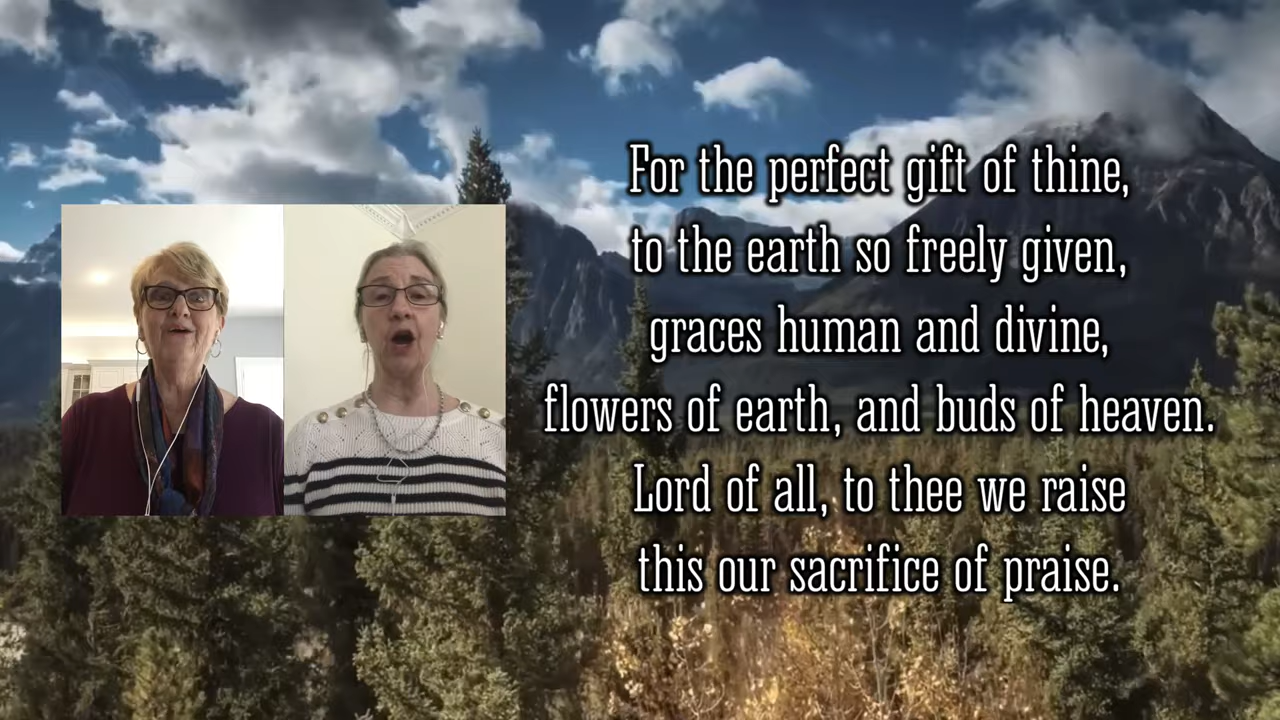 For the perfect gift of thine,
to the earth so freely given,
graces human and divine,
flowers of earth, and buds of heaven.
Lord of all, to thee we raise
this our sacrifice of praise.